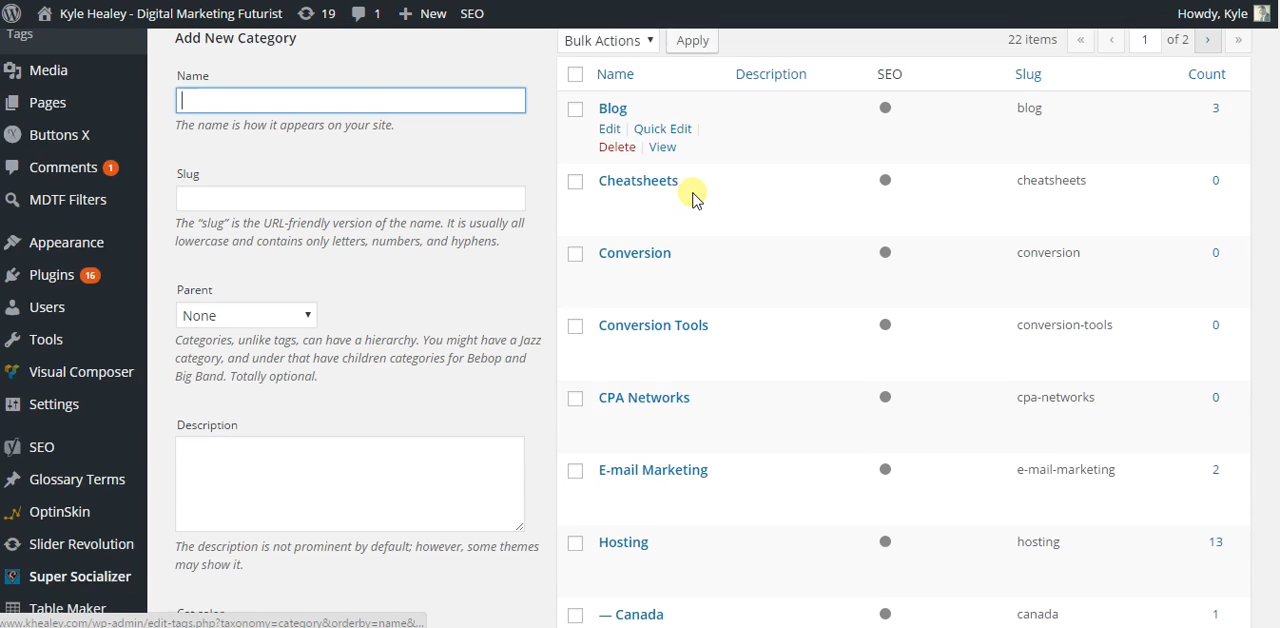 Kyle Healey - Digital Marketing Futurist 19 1 New SEO Howdy, Kyle
Tags
Media
Pages
Buttons X
Comments 1
MDTF Filters
Appearance
Plugins 16
Users
Tools
Visual Composer
Settings
SEO
Glossary Terms
OptinSkin
Slider Revolution
Super Socializer
Table Maker
Add New Category
Name
The name is how it appears on your site.
Slug
The “slug” is the URL-friendly version of the name. It is usually all
lowercase and contains only letters, numbers, and hyphens.
Parent
None
Categories, unlike tags, can have a hierarchy. You might have a Jazz
category, and under that have children categories for Bebop and
Big Band. Totally optional.
Description
The description is not prominent by default; however, some themes
may show it.
Bulk Actions Apply 22 items « ‹ 1 of 2 › »
Name Description SEO Slug Count
Blog blog 3
Edit | Quick Edit |
Delete | View
Cheatsheets cheatsheets 0
Conversion conversion 0
Conversion Tools conversion-tools 0
CPA Networks cpa-networks 0
E-mail Marketing e-mail-marketing 2
Hosting hosting 13
— Canada canada 1
www.khealey.com/wp-admin/edit-tags.php?taxonomy=category&orderby=name&...